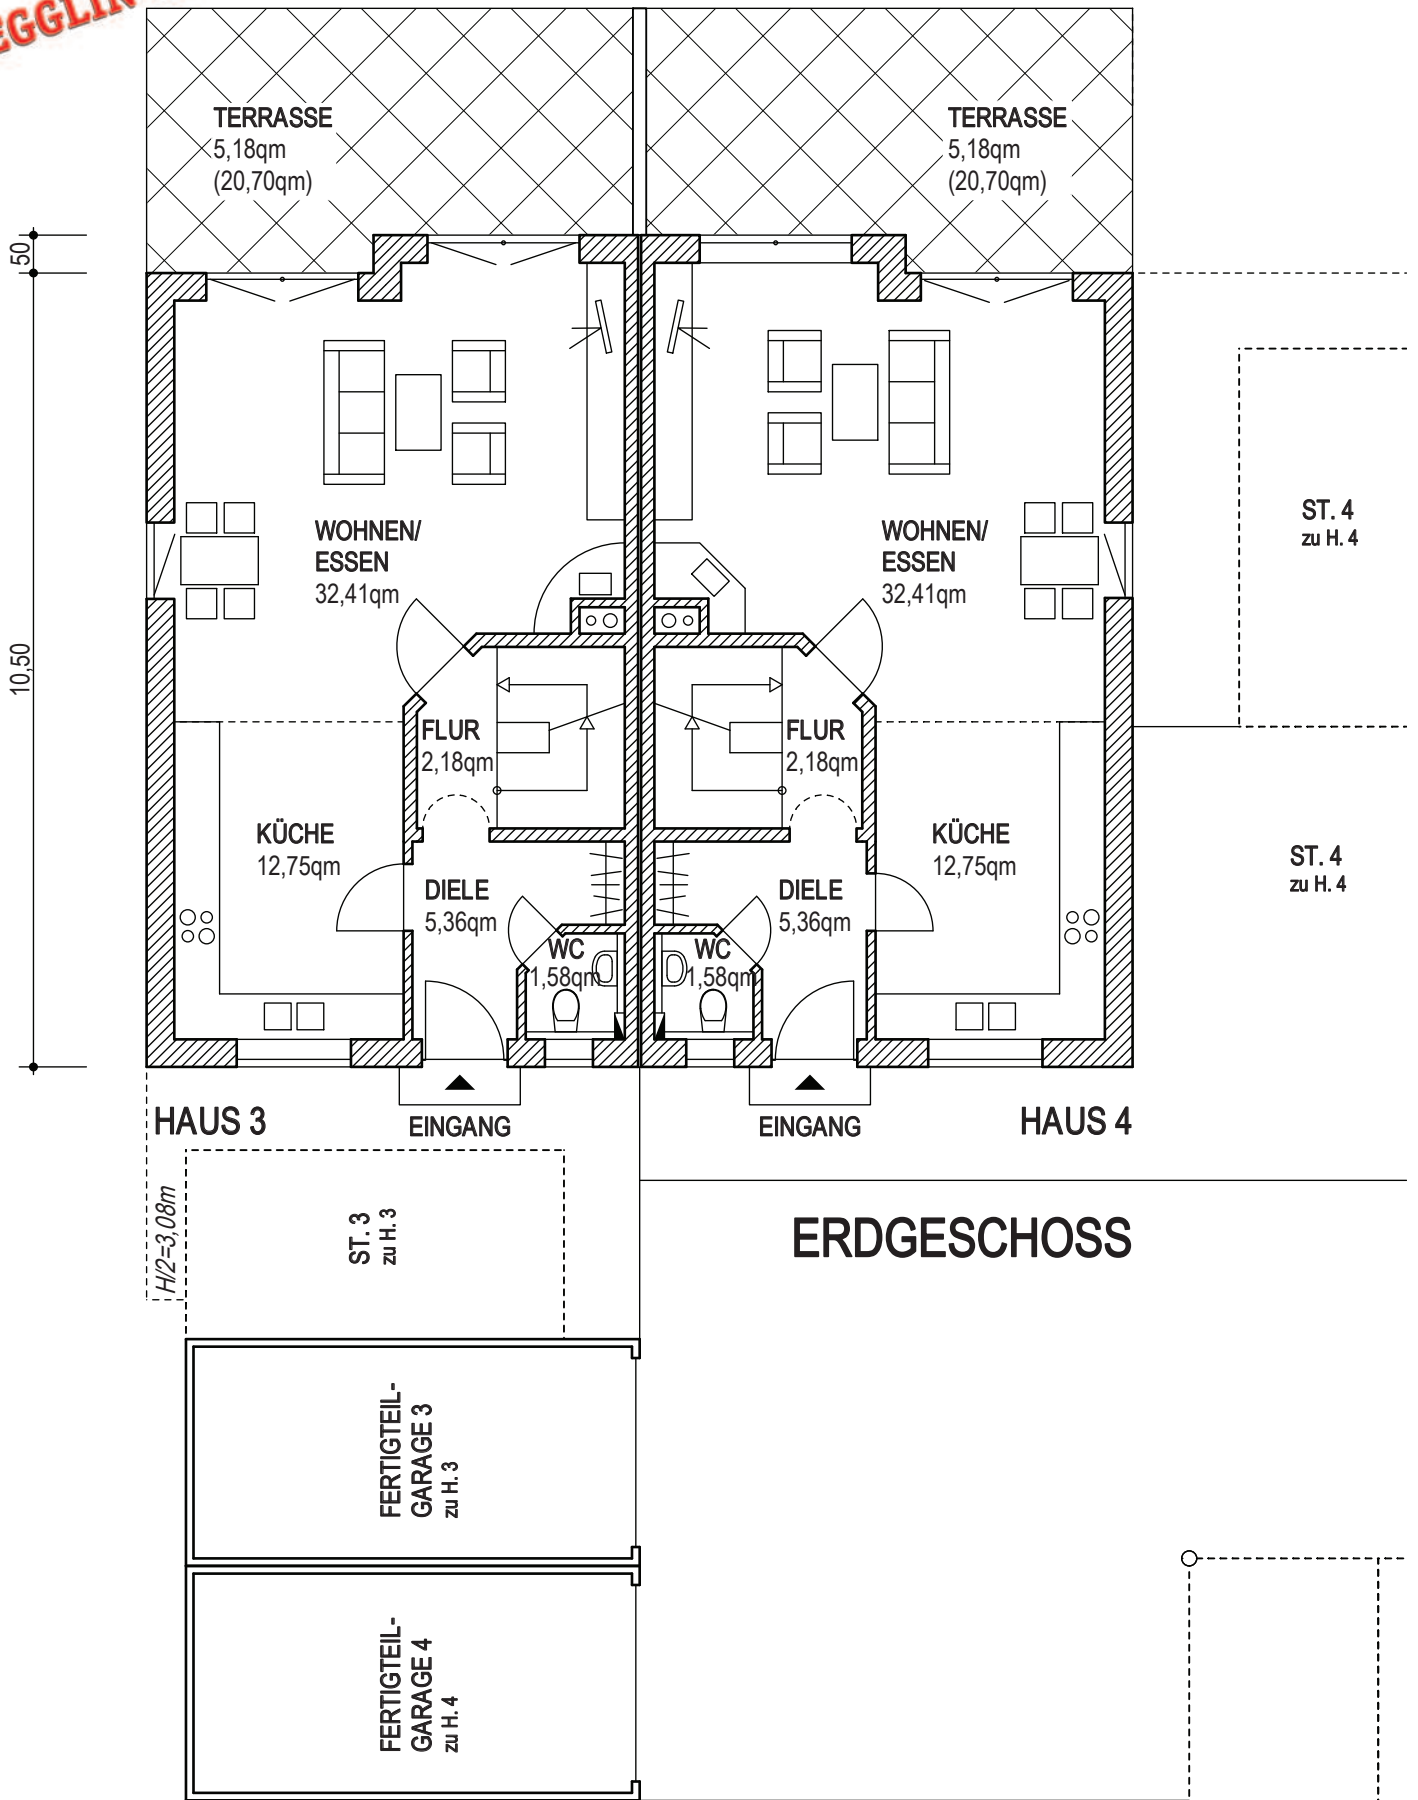 TERRASSE
5,18qm
(20,70qm)
TERRASSE
5,18qm
(20,70qm)
50
10,50
WOHNEN/
ESSEN
32,41qm
WOHNEN/
ESSEN
32,41qm
ST. 4
zu H. 4
FLUR
2,18qm
FLUR
2,18qm
KÜCHE
12,75qm
KÜCHE
12,75qm
ST. 4
zu H. 4
DIELE
5,36qm
DIELE
5,36qm
WC
1,58qm
WC
1,58qm
HAUS 3
EINGANG
EINGANG
HAUS 4
H/2=3,08m
ST. 3
zu H. 3
ERDGESCHOSS
FERTIGTEIL-
GARAGE 3
zu H. 3
FERTIGTEIL-
GARAGE 4
zu H. 4